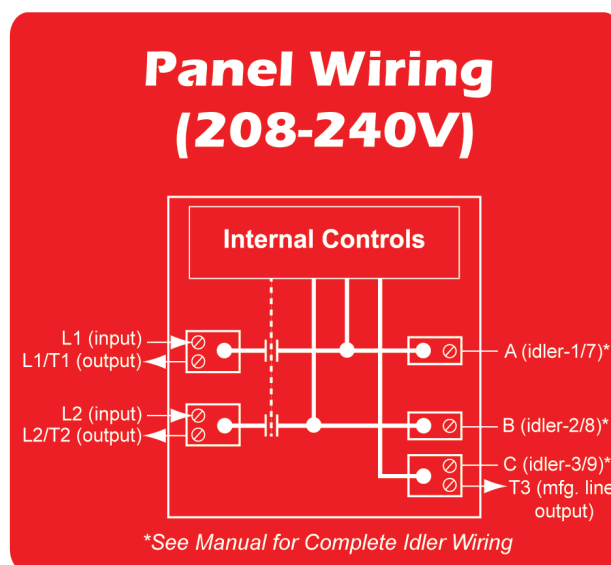 Panel Wiring
(208-240V)
Internal Controls
L1 (input)
L1/T1 (output)
A (idler-1/7)*
L2 (input)
L2/T2 (output)
B (idler-2/8)*
C (idler-3/9)*
T3 (mfg. line
output)
*See Manual for Complete Idler Wiring